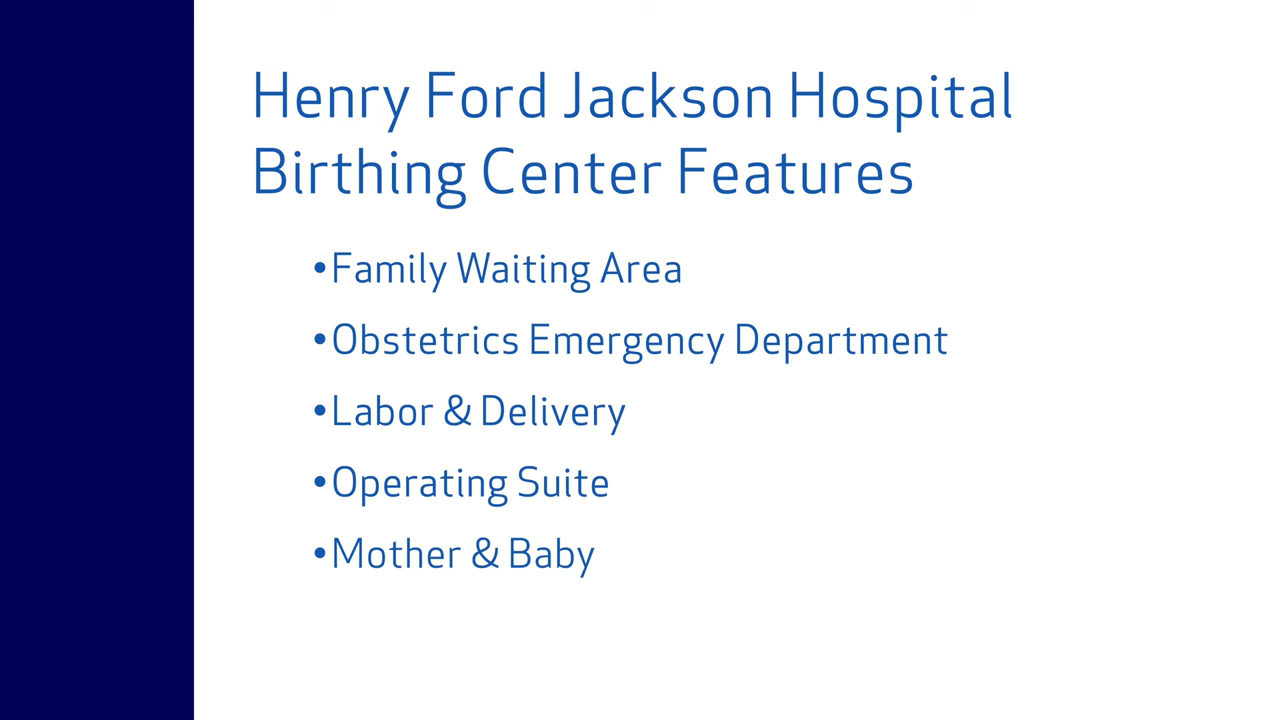 Henry Ford Jackson Hospital
Birthing Center Features
•Family Waiting Area
•Obstetrics Emergency Department
•Labor & Delivery
•Operating Suite
•Mother & Baby